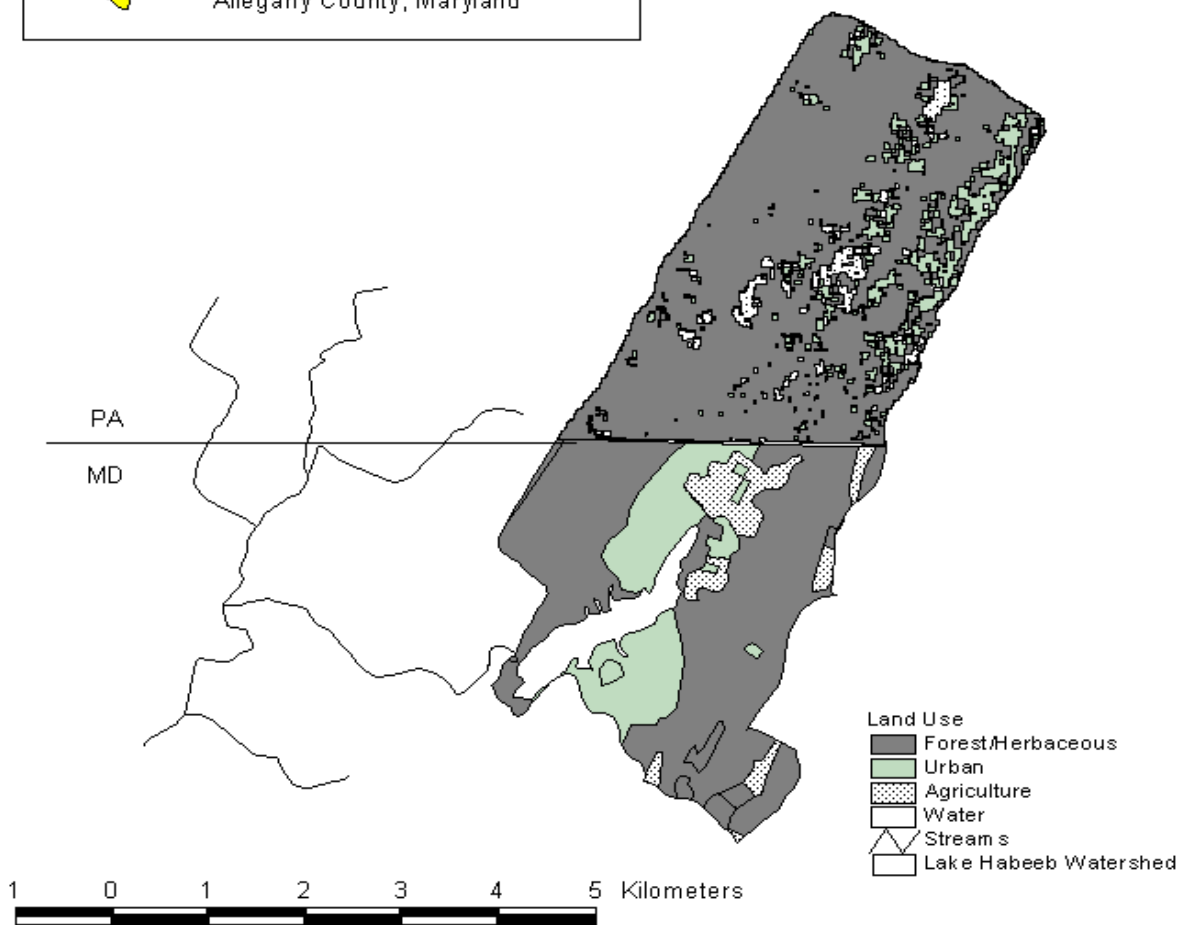 Allegany County, Maryland
PA
MD
Land Use
Forest/Herbaceous
Urban
Agriculture
Water
Streams
Lake Habeeb Watershed
1 0 1 2 3 4 5 Kilometers